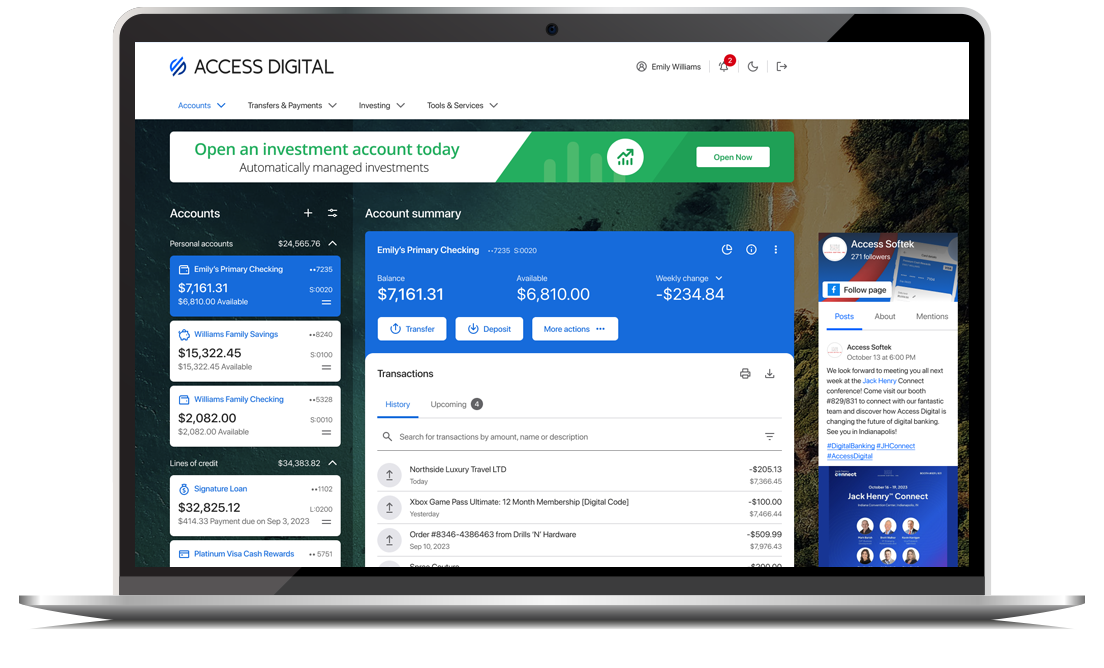 ACCESS DIGITAL
Emily Williams
2
Accounts
Transfers & Payments
Investing
Tools & Services
Open an investment account today
Automatically managed investments
Open Now
Accounts
Personal accounts
$24,565.76
Emily's Primary Checking
••7235
$7,161.31
S:0020
$6,810.00 Available
Williams Family Savings
••8240
$15,322.45
S:0100
$15,322.45 Available
Williams Family Checking
••5328
$2,082.00
S:0010
$2,082.00 Available
Lines of credit
$34,383.82
Signature Loan
••1102
$32,825.12
L:0200
$414.33 Payment due on Sep 3, 2023
Platinum Visa Cash Rewards
•• 5751
Account summary
Emily's Primary Checking
••7235 S:0020
Balance
$7,161.31
Available
$6,810.00
Weekly change
-$234.84
Transfer
Deposit
More actions •••
Transactions
History
Upcoming
4
Search for transactions by amount, name or description
Northside Luxury Travel LTD
-$205.13
Today
$7,366.45
Xbox Game Pass Ultimate: 12 Month Membership [Digital Code]
-$100.00
Yesterday
$7,466.44
Order #8346-4386463 from Drills 'N' Hardware
-$509.99
Sep 10, 2023
$7,976.43
Access Softek
271 followers
Follow page
Posts
About
Mentions
Access Softek
October 13 at 6:00 PM
We look forward to meeting you all next
week at the Jack Henry Connect
conference! Come visit our booth
#829/831 to connect with our fantastic
team and discover how Access Digital is
changing the future of digital banking.
See you in Indianapolis!
#DigitalBanking #JHConnect
#AccessDigital
connect
October 16 - 19, 2023
Jack Henry™ Connect
Indiana Convention Center, Indianapolis, IN